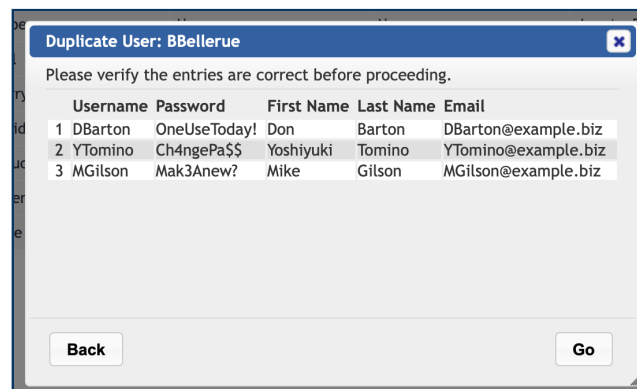 Duplicate User: BBellerue
Please verify the entries are correct before proceeding.
Username Password First Name Last Name Email
1 DBarton OneUseToday! Don Barton DBarton@example.biz
2 YTomino Ch4ngePa$$ Yoshiyuki Tomino YTomino@example.biz
3 MGilson Mak3Anew? Mike Gilson MGilson@example.biz
Back Go